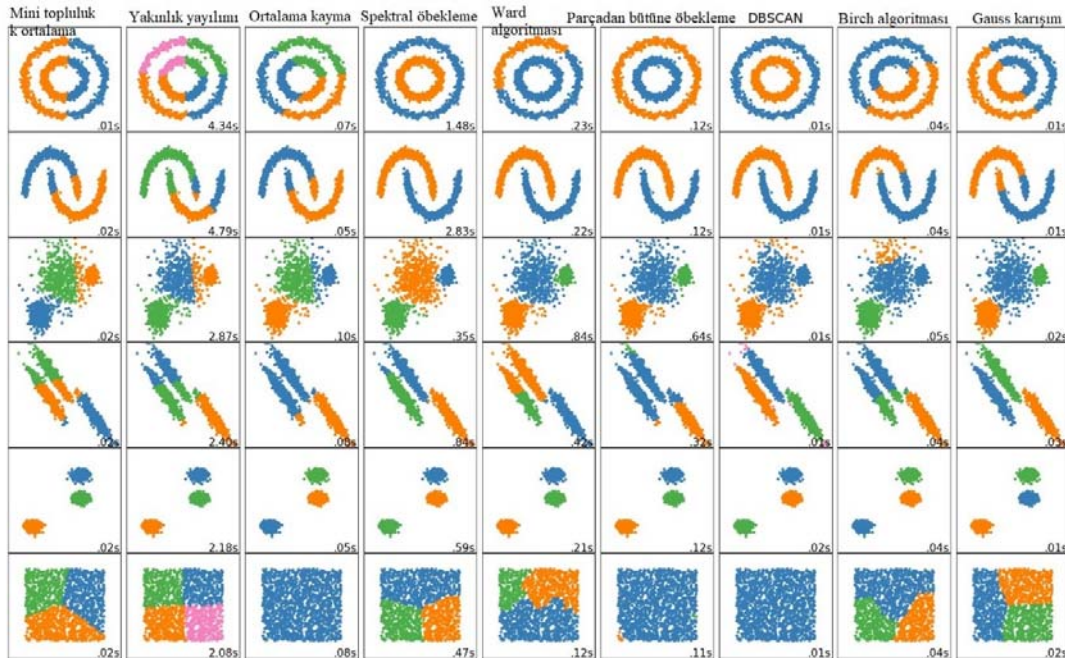 Mini topluluk
k ortalama
Yakınlık yayılımı
Ortalama kayma
Spektral öbekleme
Ward
algoritması
Parçadan bütüne öbekleme
DBSCAN
Birch algoritması
Gauss karışım
.01s 4.34s .07s 1.48s .23s .12s .01s .04s .01s
.02s 4.79s .05s 2.83s .22s .12s .01s .04s .01s
.02s 2.87s .10s .35s .84s .64s .01s .05s .02s
.02s 2.40s .08s .84s .42s .32s .01s .04s .03s
.02s 2.18s .05s .59s .21s .12s .02s .04s .01s
.02s 2.08s .08s .47s .12s .11s .01s .04s .02s